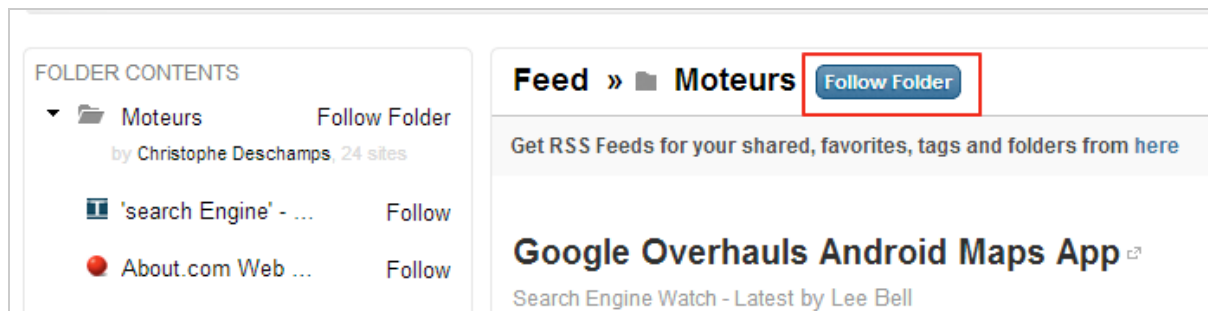 FOLDER CONTENTS
Moteurs Follow Folder
by Christophe Deschamps, 24 sites
'search Engine' - ... Follow
About.com Web ... Follow
Feed » Moteurs Follow Folder
Get RSS Feeds for your shared, favorites, tags and folders from here
Google Overhauls Android Maps App
Search Engine Watch - Latest by Lee Bell